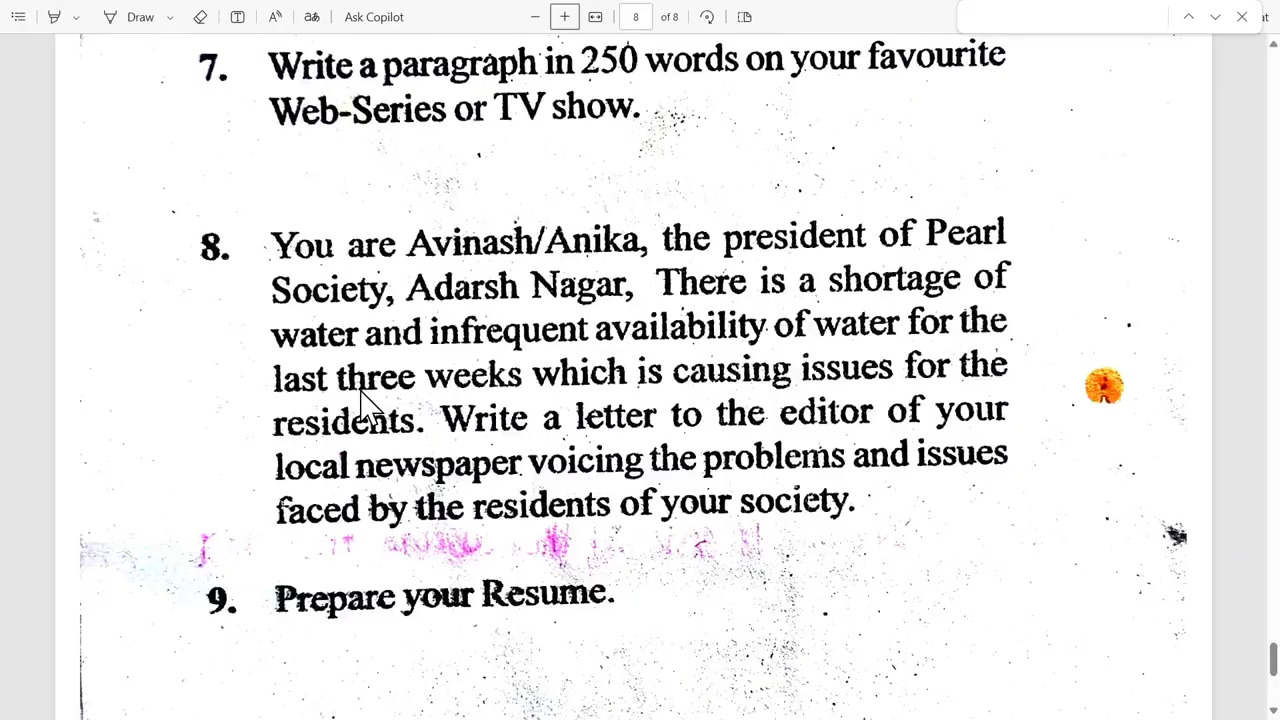 Draw
Ask Copilot
8 of 8
7. Write a paragraph in 250 words on your favourite
Web-Series or TV show.
8. You are Avinash/Anika, the president of Pearl
Society, Adarsh Nagar, There is a shortage of
water and infrequent availability of water for the
last three weeks which is causing issues for the
residents. Write a letter to the editor of your
local newspaper voicing the problems and issues
faced by the residents of your society.
9. Prepare your Resume.